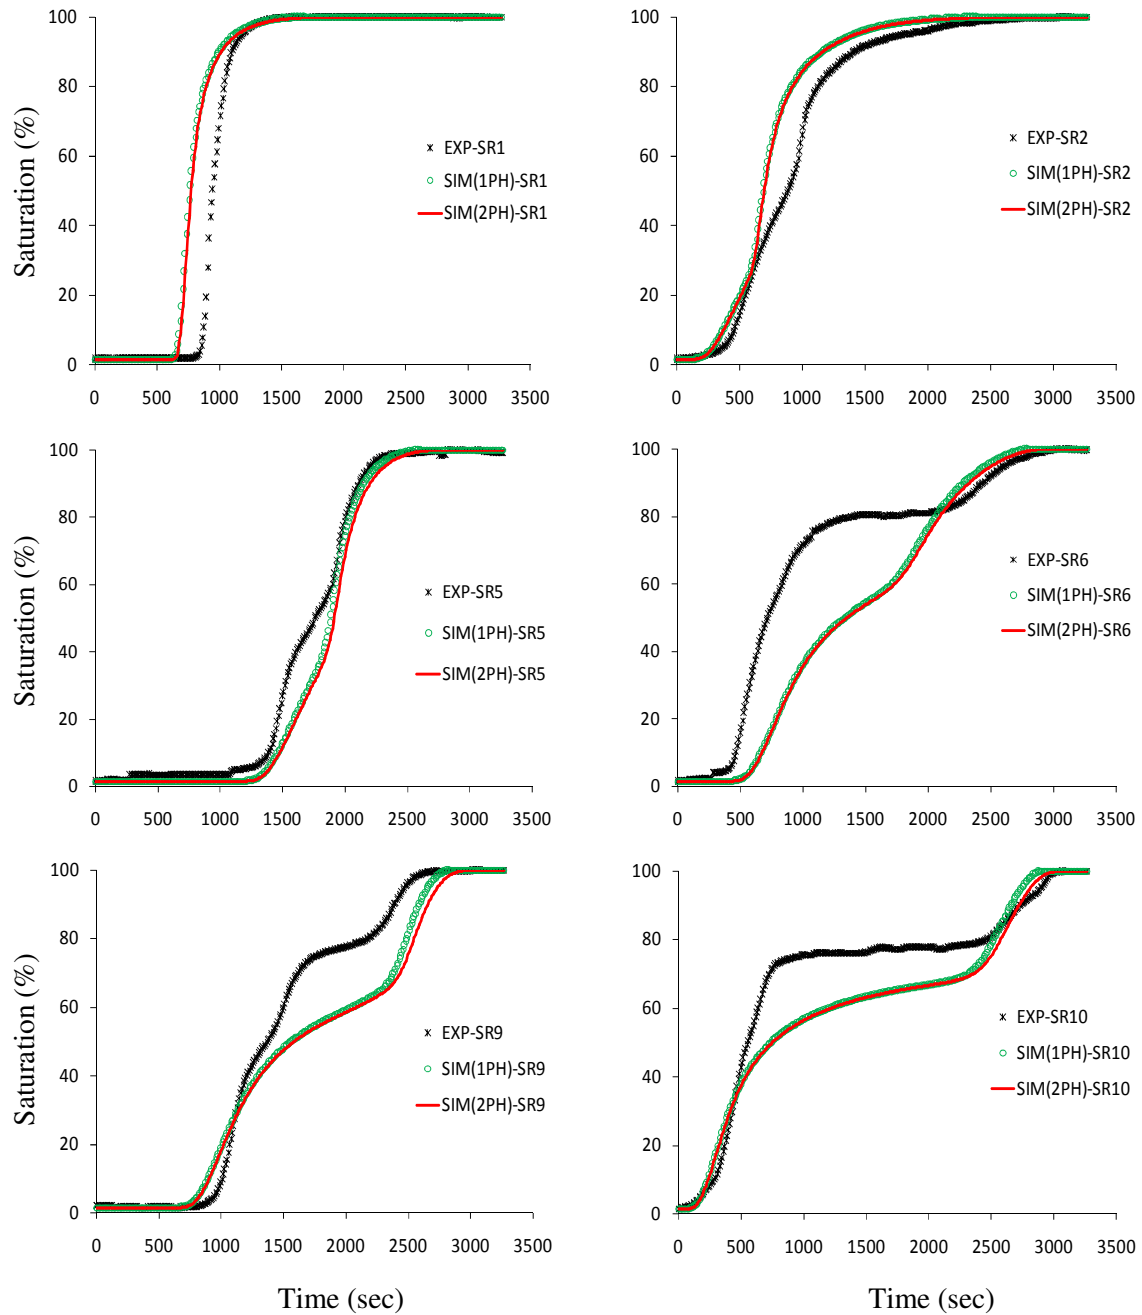 100
80
60
40
20
0
Saturation (%)
EXP-SR1
SIM(1PH)-SR1
SIM(2PH)-SR1
0 500 1000 1500 2000 2500 3000 3500
100
80
60
40
20
0
EXP-SR2
SIM(1PH)-SR2
SIM(2PH)-SR2
0 500 1000 1500 2000 2500 3000 3500
100
80
60
40
20
0
Saturation (%)
EXP-SR5
SIM(1PH)-SR5
SIM(2PH)-SR5
0 500 1000 1500 2000 2500 3000 3500
100
80
60
40
20
0
EXP-SR6
SIM(1PH)-SR6
SIM(2PH)-SR6
0 500 1000 1500 2000 2500 3000 3500
100
80
60
40
20
0
Saturation (%)
EXP-SR9
SIM(1PH)-SR9
SIM(2PH)-SR9
0 500 1000 1500 2000 2500 3000 3500
Time (sec)
100
80
60
40
20
0
EXP-SR10
SIM(1PH)-SR10
SIM(2PH)-SR10
0 500 1000 1500 2000 2500 3000 3500
Time (sec)